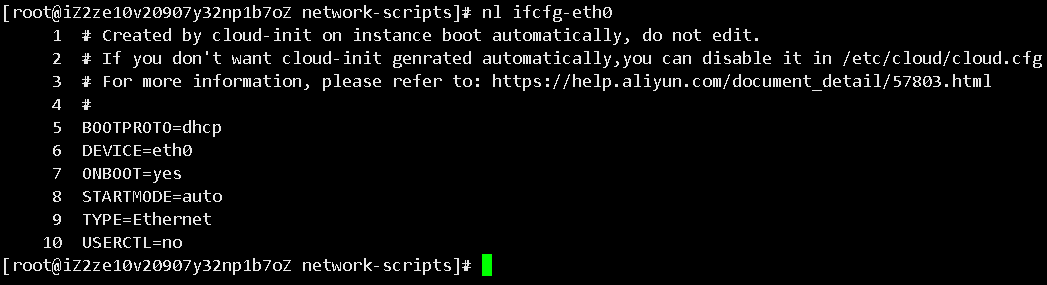 [root@iZ2ze10v20907y32np1b7oZ network-scripts]# nl ifcfg-eth0
1 # Created by cloud-init on instance boot automatically, do not edit.
2 # If you don't want cloud-init genrated automatically,you can disable it in /etc/cloud/cloud.cfg
3 # For more information, please refer to: https://help.aliyun.com/document_detail/57803.html
4 #
5 BOOTPROTO=dhcp
6 DEVICE=eth0
7 ONBOOT=yes
8 STARTMODE=auto
9 TYPE=Ethernet
10 USERCTL=no
[root@iZ2ze10v20907y32np1b7oZ network-scripts]#